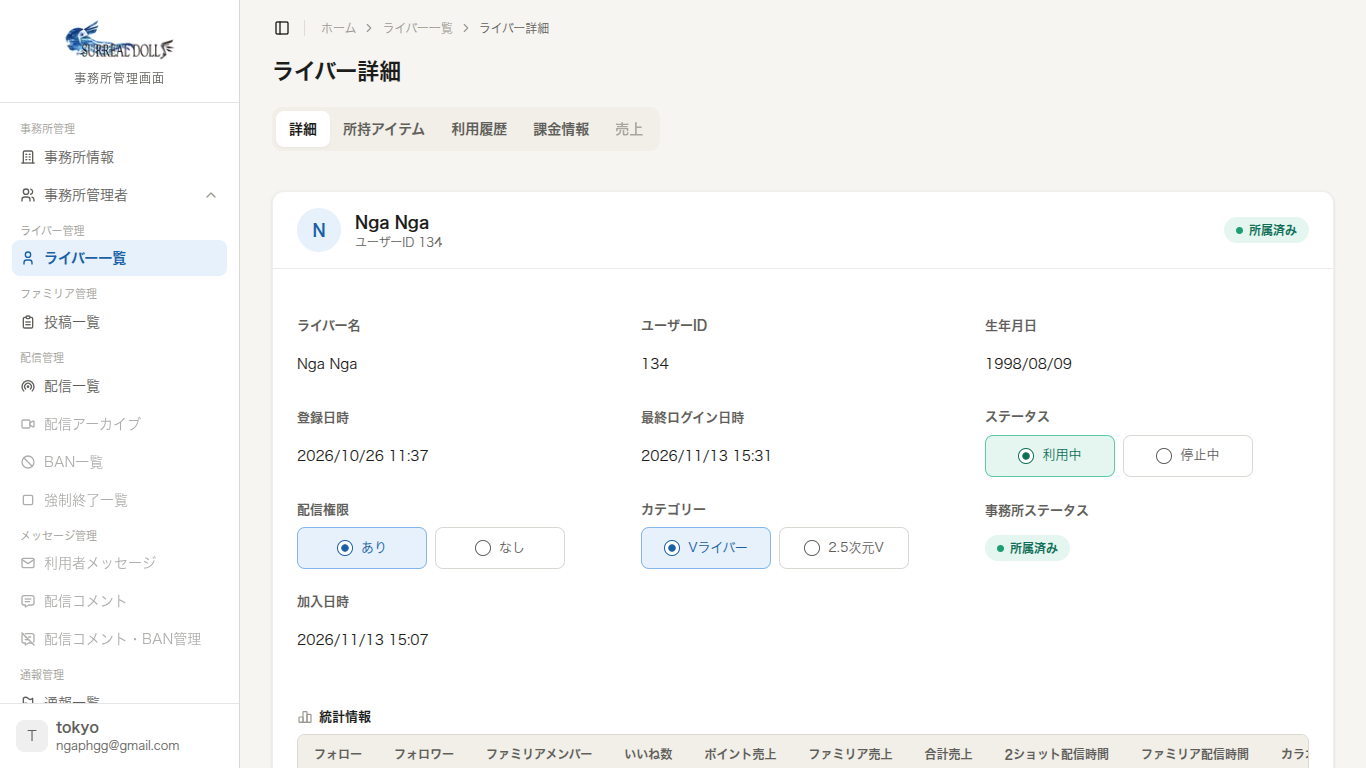 SURREAL DOLL
事務所管理画面
事務所管理
事務所情報
事務所管理者
ライバー管理
ライバー一覧
ファミリア管理
投稿一覧
配信管理
配信一覧
配信アーカイブ
BAN一覧
強制終了一覧
メッセージ管理
利用者メッセージ
配信コメント
配信コメント・BAN管理
通報管理
通報一覧
T
tokyo
ngaphgg@gmail.com
ホーム > ライバー一覧 > ライバー詳細
ライバー詳細
詳細 所持アイテム 利用履歴 課金情報 売上
N
Nga Nga
ユーザーID 134
所属済み
ライバー名 ユーザーID 生年月日
Nga Nga 134 1998/08/09
登録日時 最終ログイン日時 ステータス
2026/10/26 11:37 2026/11/13 15:31 利用中 停止中
配信権限 カテゴリー 事務所ステータス
あり なし Vライバー 2.5次元V 所属済み
加入日時
2026/11/13 15:07
統計情報
フォロー フォロワー ファミリアメンバー いいね数 ポイント売上 ファミリア売上 合計売上 2ショット配信時間 ファミリア配信時間 カラ